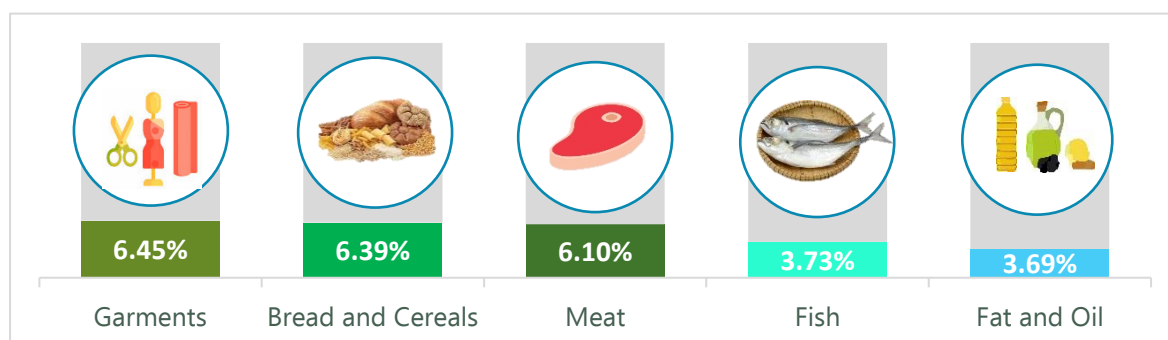 6.45% 6.39% 6.10% 3.73% 3.69%
Garments Bread and Cereals Meat Fish Fat and Oil